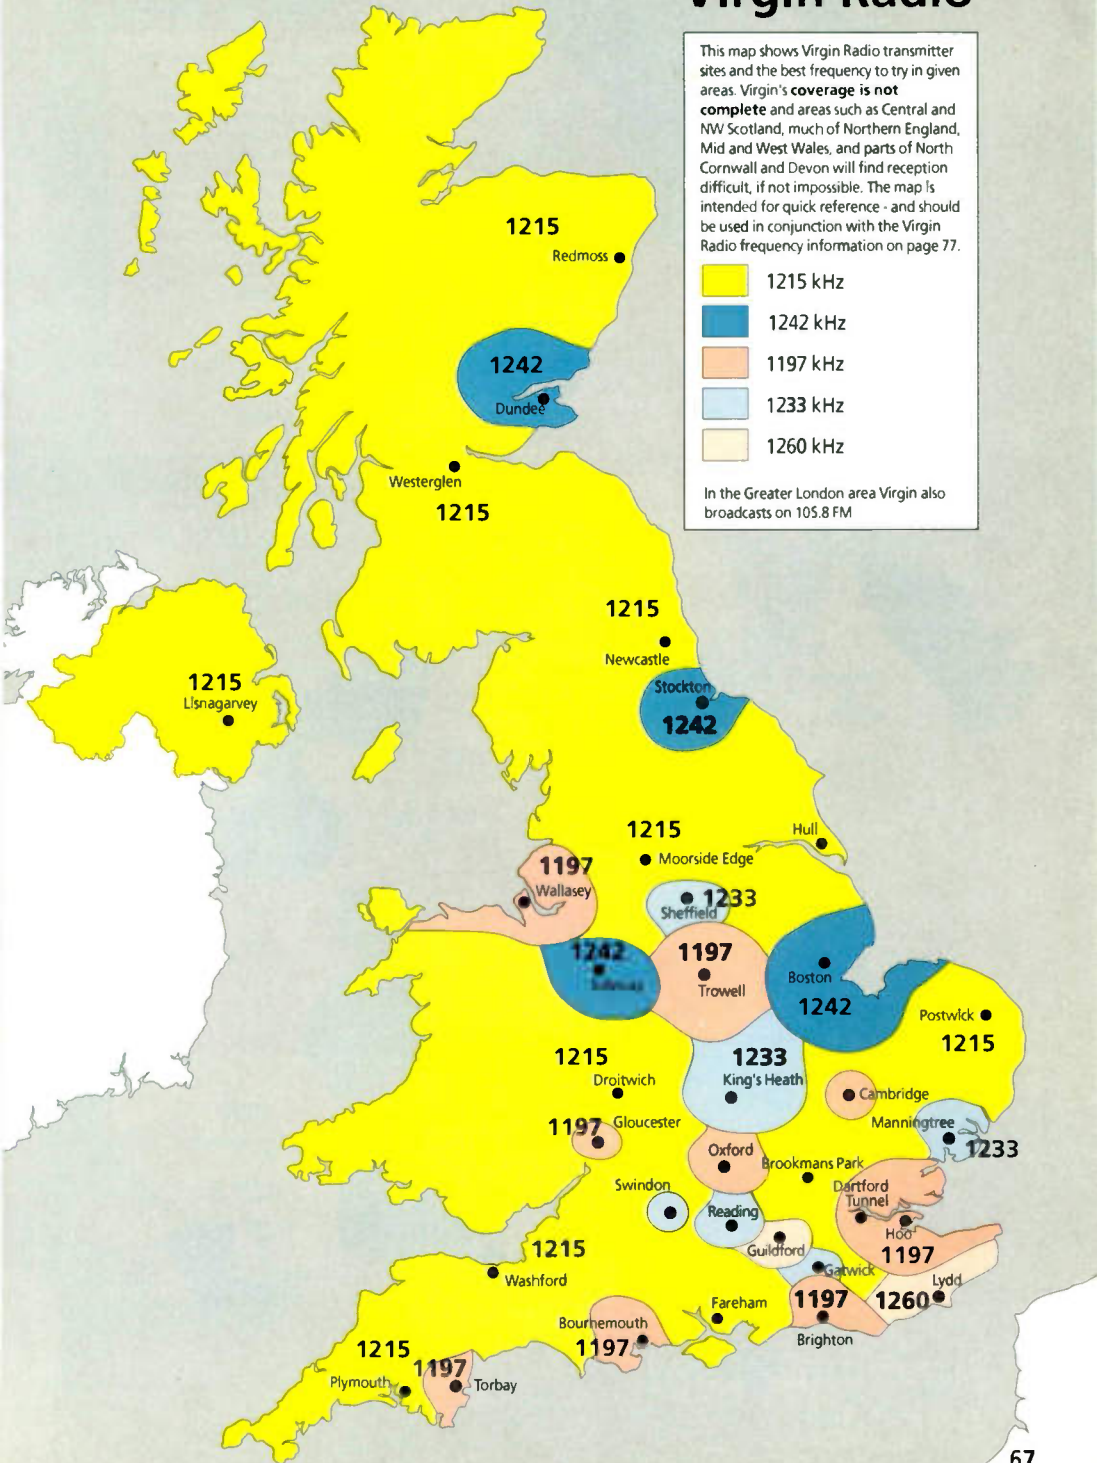 Virgin Radio
This map shows Virgin Radio transmitter
sites and the best frequency to try in given
areas. Virgin's coverage is not
complete and areas such as Central and
NW Scotland, much of Northern England,
Mid and West Wales, and parts of North
Cornwall and Devon will find reception
difficult, if not impossible. The map is
intended for quick reference - and should
be used in conjunction with the Virgin
Radio frequency information on page 77.
1215 kHz
1242 kHz
1197 kHz
1233 kHz
1260 kHz
In the Greater London area Virgin also
broadcasts on 105.8 FM
1215
Redmoss
1242
Dundee
Westerglen
1215
1215
Newcastle
1215
Lisnagarvey
Stockton
1242
1215
Moorside Edge
Hull
1197
Wallasey
1233
Sheffield
1242
1197
Trowell
Boston
1242
Postwick
1215
1215
Droitwich
1233
King's Heath
Cambridge
1197
Gloucester
Manningtree
1233
Oxford
Brookmans Park
Swindon
Dartford
Tunnel
Reading
Hoo
1197
Guildford
1215
Washford
Gatwick
Lydd
1260
Fareham
1197
Brighton
Bournemouth
1197
1215
Plymouth
1197
Torbay
67